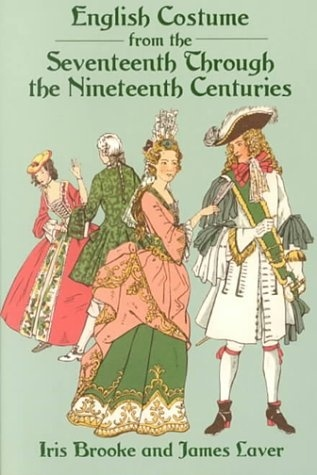 English Costume
from the
Seventeenth Through
the Nineteenth Centuries
Iris Brooke and James Laver